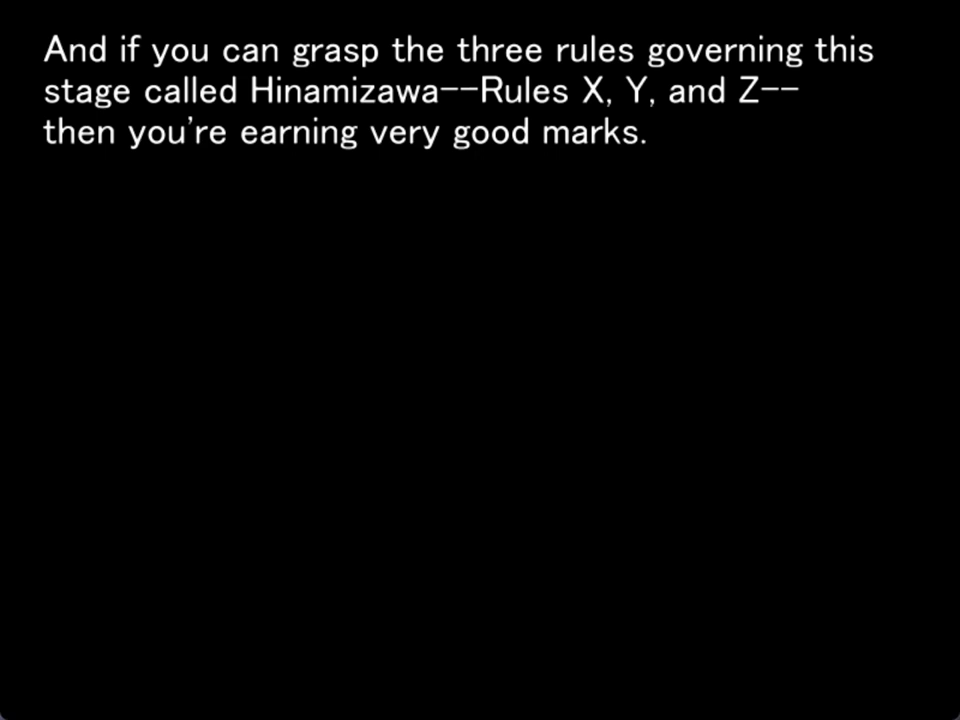 And if you can grasp the three rules governing this
stage called Hinamizawa--Rules X, Y, and Z--
then you're earning very good marks.